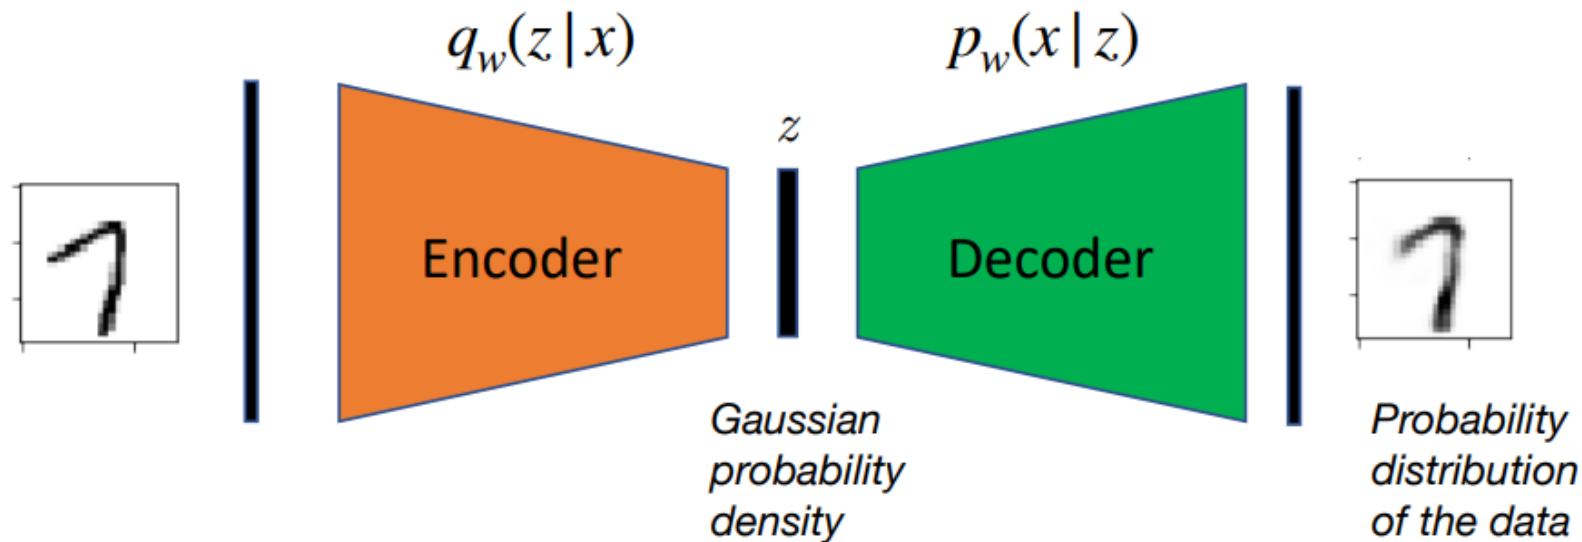 q_w(z|x)
p_w(x|z)
z
Encoder
Decoder
Gaussian
probability
density
Probability
distribution
of the data